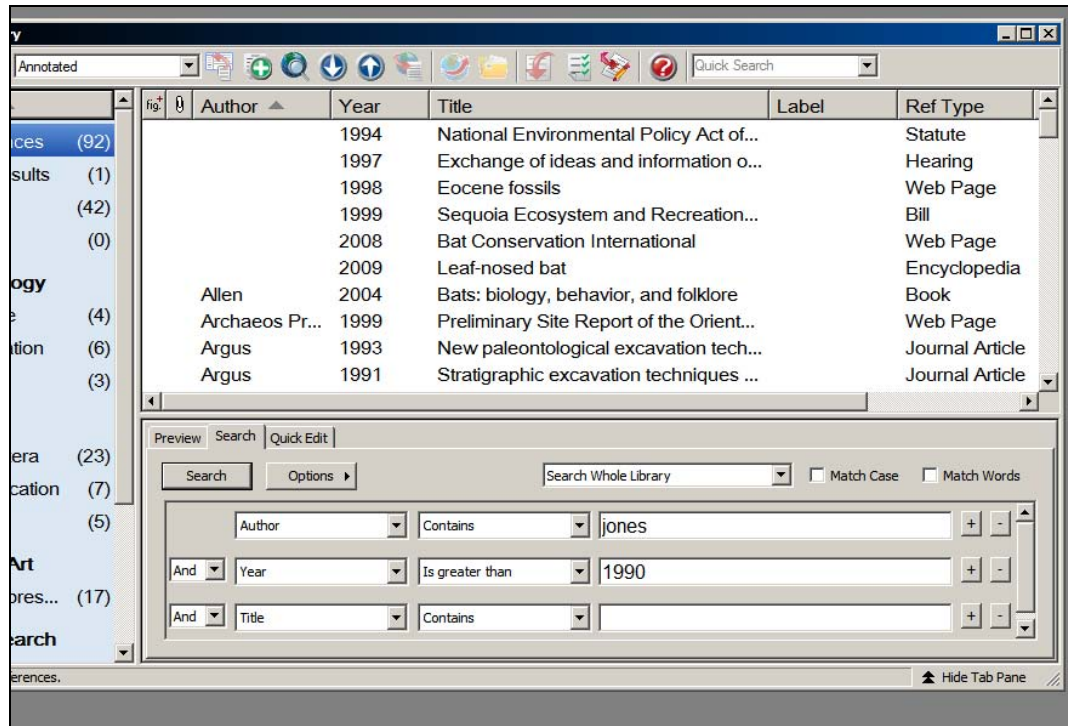 ry
Annotated Quick Search
fig. Author Year Title Label Ref Type
1994 National Environmental Policy Act of... Statute
1997 Exchange of ideas and information o... Hearing
1998 Eocene fossils Web Page
1999 Sequoia Ecosystem and Recreation... Bill
2008 Bat Conservation International Web Page
2009 Leaf-nosed bat Encyclopedia
Allen 2004 Bats: biology, behavior, and folklore Book
Archaeos Pr... 1999 Preliminary Site Report of the Orient... Web Page
Argus 1993 New paleontological excavation tech... Journal Article
Argus 1991 Stratigraphic excavation techniques ... Journal Article
ces (92)
sults (1)
(42)
(0)
ogy
(4)
ation (6)
(3)
era (23)
cation (7)
(5)
Art
ores... (17)
earch
Preview Search Quick Edit
Search Options Search Whole Library Match Case Match Words
Author Contains jones + -
And Year Is greater than 1990 + -
And Title Contains + -
erences. Hide Tab Pane